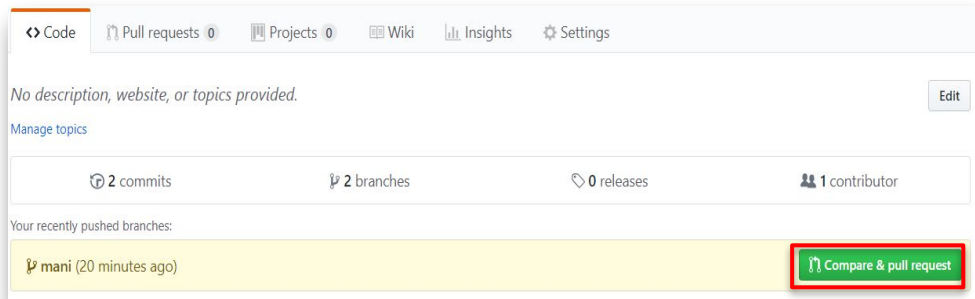 <> Code Pull requests 0 Projects 0 Wiki Insights Settings
No description, website, or topics provided. Edit
Manage topics
2 commits 2 branches 0 releases 1 contributor
Your recently pushed branches:
mani (20 minutes ago) Compare & pull request